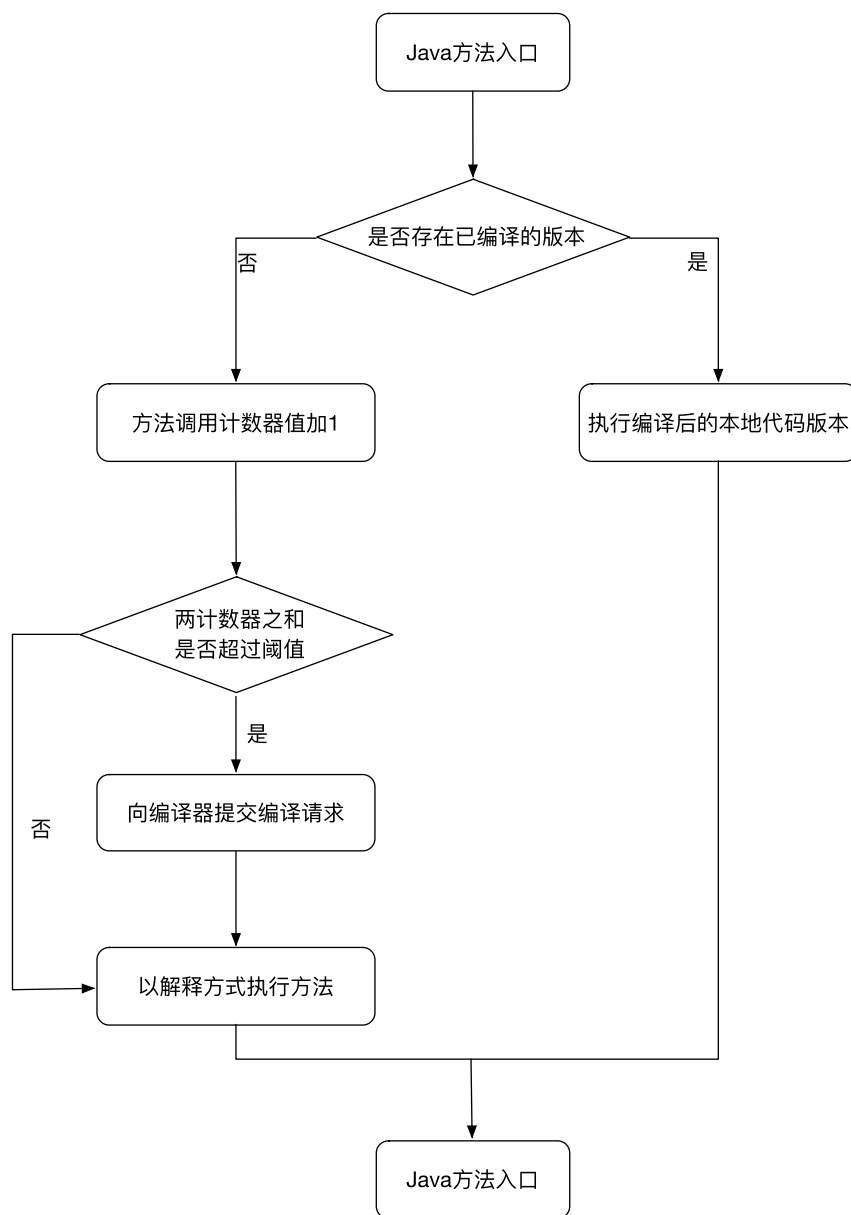 Java方法入口
是否存在已编译的版本
否
是
方法调用计数器值加1
执行编译后的本地代码版本
两计数器之和
是否超过阈值
是
向编译器提交编译请求
否
以解释方式执行方法
Java方法入口